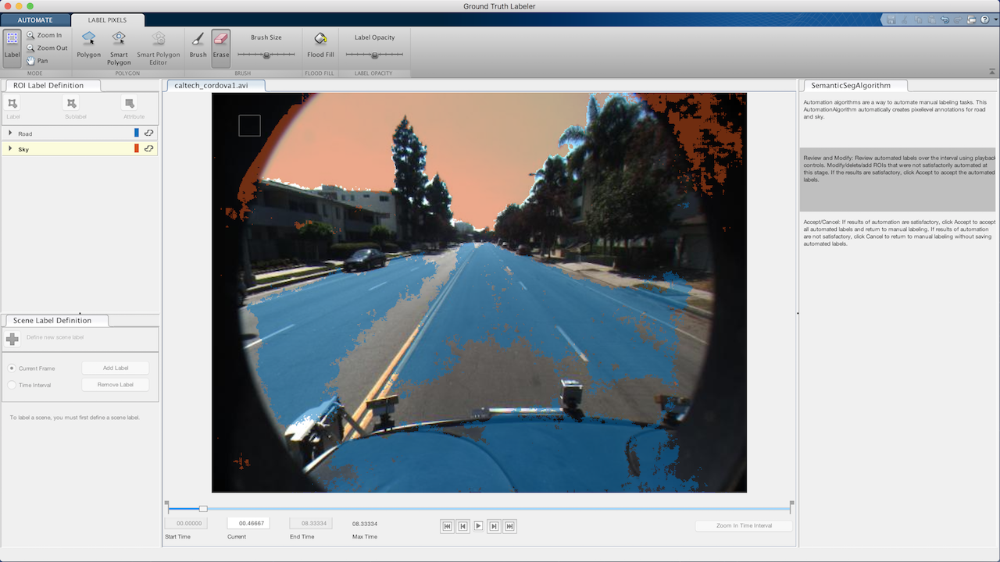 Ground Truth Labeler
AUTOMATE
LABEL PIXELS
Label
Zoom In
Zoom Out
Pan
MODE
Polygon
Smart
Polygon
Smart Polygon
Editor
POLYGON
Brush
Erase
Brush Size
BRUSH
Flood Fill
FLOOD FILL
Label Opacity
LABEL OPACITY
ROI Label Definition
Label
Sublabel
Attribute
Road
Sky
Scene Label Definition
Define new scene label
Current Frame
Add Label
Time Interval
Remove Label
To label a scene, you must first define a scene label.
caltech_cordova1.avi
00.00000
00.46667
08.33334
08.33334
Start Time
Current
End Time
Max Time
Zoom In Time Interval
SemanticSegAlgorithm
Automation algorithms are a way to automate manual labeling tasks. This
AutomationAlgorithm automatically creates pixellevel annotations for road
and sky.
Review and Modify: Review automated labels over the interval using playback
controls. Modify/delete/add ROIs that were not satisfactorily automated at
this stage. If the results are satisfactory, click Accept to accept the automated
labels.
Accept/Cancel: If results of automation are satisfactory, click Accept to accept
all automated labels and return to manual labeling. If results of automation
are not satisfactory, click Cancel to return to manual labeling without saving
automated labels.